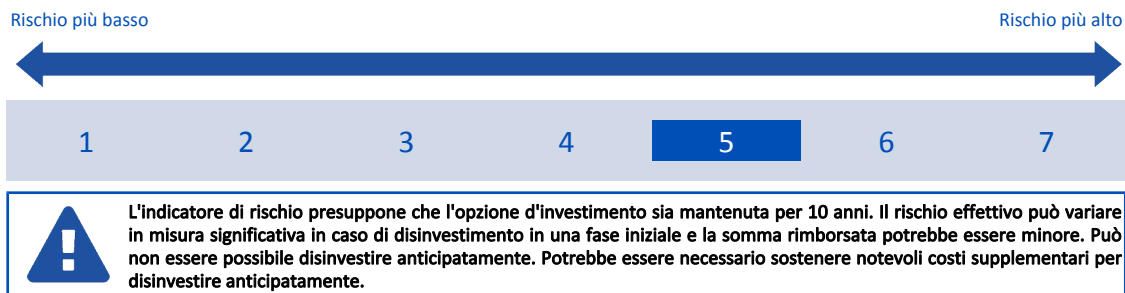 Rischio più basso Rischio più alto
1 2 3 4 5 6 7
L'indicatore di rischio presuppone che l'opzione d'investimento sia mantenuta per 10 anni. Il rischio effettivo può variare
in misura significativa in caso di disinvestimento in una fase iniziale e la somma rimborsata potrebbe essere minore. Può
non essere possibile disinvestire anticipatamente. Potrebbe essere necessario sostenere notevoli costi supplementari per
disinvestire anticipatamente.